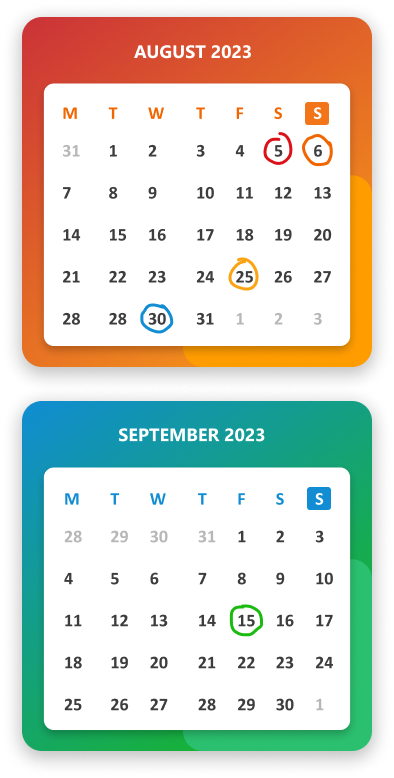 AUGUST 2023
M T W T F S S
31 1 2 3 4 5 6
7 8 9 10 11 12 13
14 15 16 17 18 19 20
21 22 23 24 25 26 27
28 28 30 31 1 2 3
SEPTEMBER 2023
M T W T F S S
28 29 30 31 1 2 3
4 5 6 7 8 9 10
11 12 13 14 15 16 17
18 19 20 21 22 23 24
25 26 27 28 29 30 1